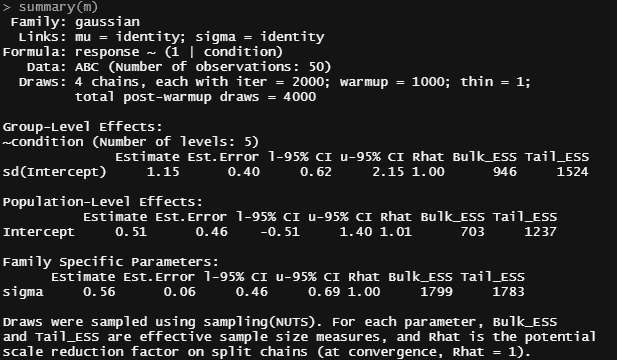 > summary(m)
 Family: gaussian
  Links: mu = identity; sigma = identity
Formula: response ~ (1 | condition)
   Data: ABC (Number of observations: 50)
  Draws: 4 chains, each with iter = 2000; warmup = 1000; thin = 1;
         total post-warmup draws = 4000

Group-Level Effects:
~condition (Number of levels: 5)
              Estimate Est.Error l-95% CI u-95% CI Rhat Bulk_ESS Tail_ESS
sd(Intercept)     1.15      0.40     0.62     2.15 1.00      946     1524

Population-Level Effects:
          Estimate Est.Error l-95% CI u-95% CI Rhat Bulk_ESS Tail_ESS
Intercept     0.51      0.46    -0.51     1.40 1.01      703     1237

Family Specific Parameters:
      Estimate Est.Error l-95% CI u-95% CI Rhat Bulk_ESS Tail_ESS
sigma     0.56      0.06     0.46     0.69 1.00     1799     1783

Draws were sampled using sampling(NUTS). For each parameter, Bulk_ESS
and Tail_ESS are effective sample size measures, and Rhat is the potential
scale reduction factor on split chains (at convergence, Rhat = 1).